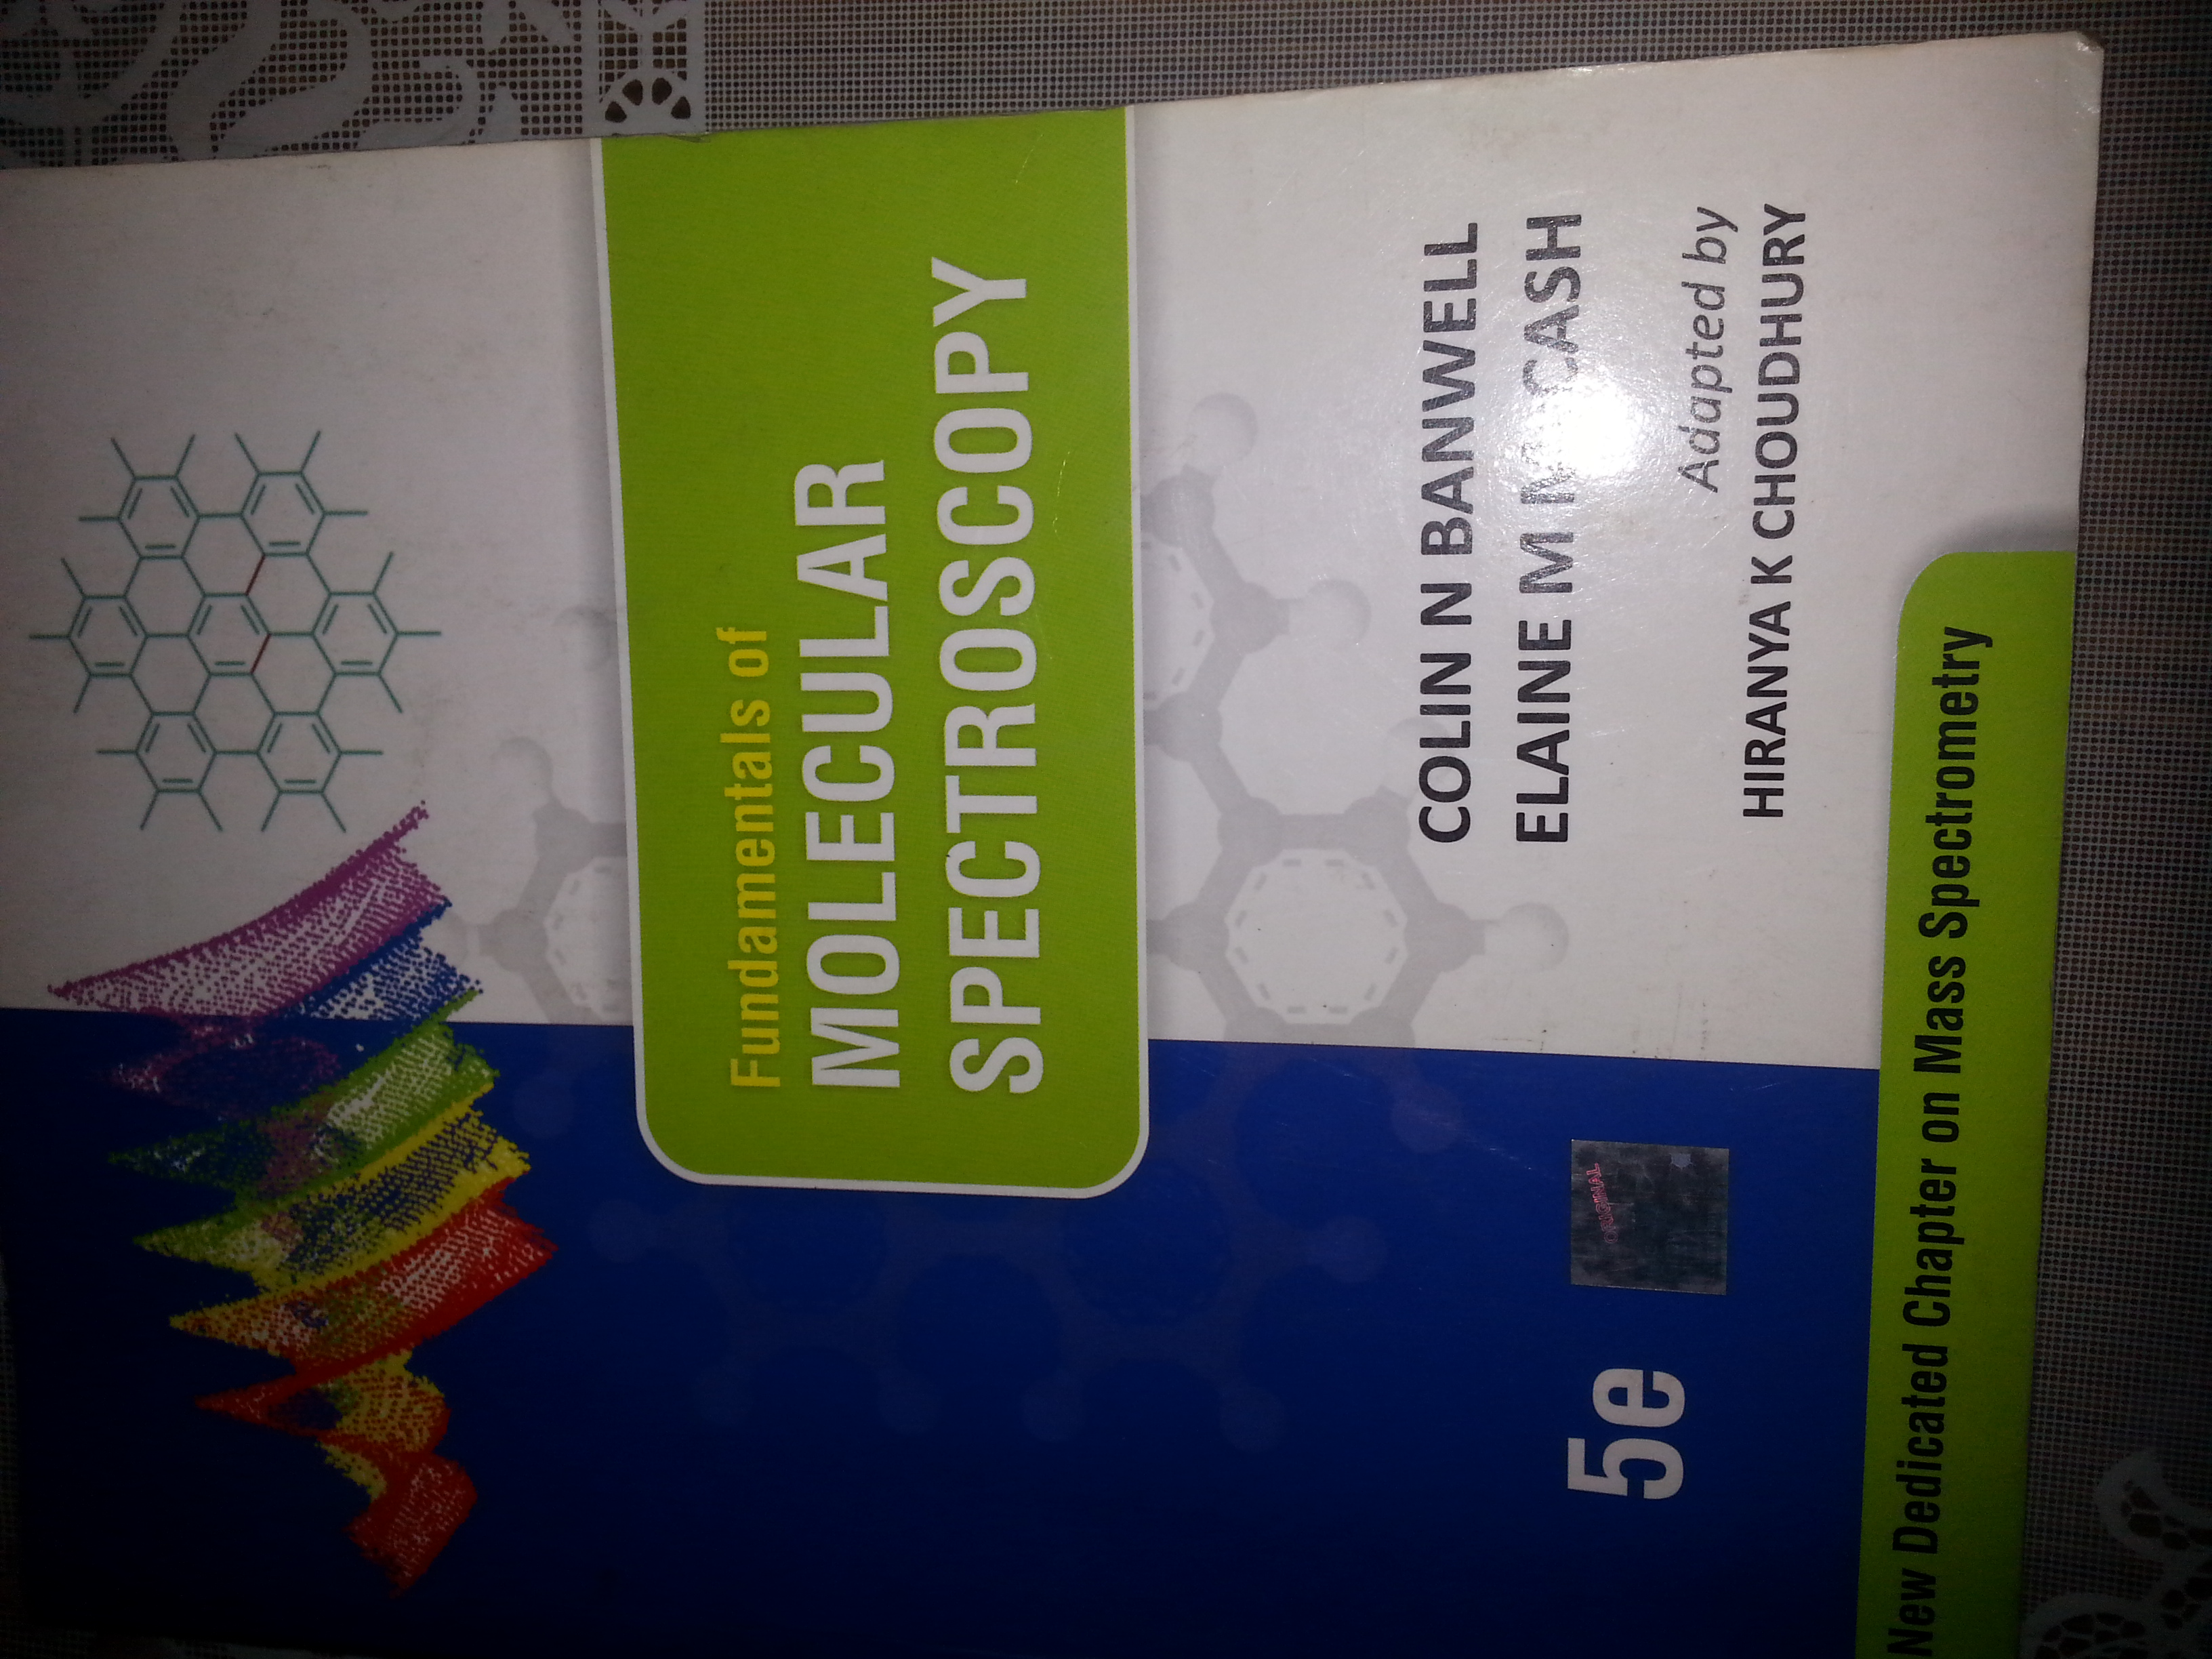 Fundamentals of
MOLECULAR
SPECTROSCOPY
COLIN N BANWELL
ELAINE M
Adapted by
HIRANYA K CHOUDHURY
5e
ORIGINAL
New Dedicated Chapter on Mass Spectrometry